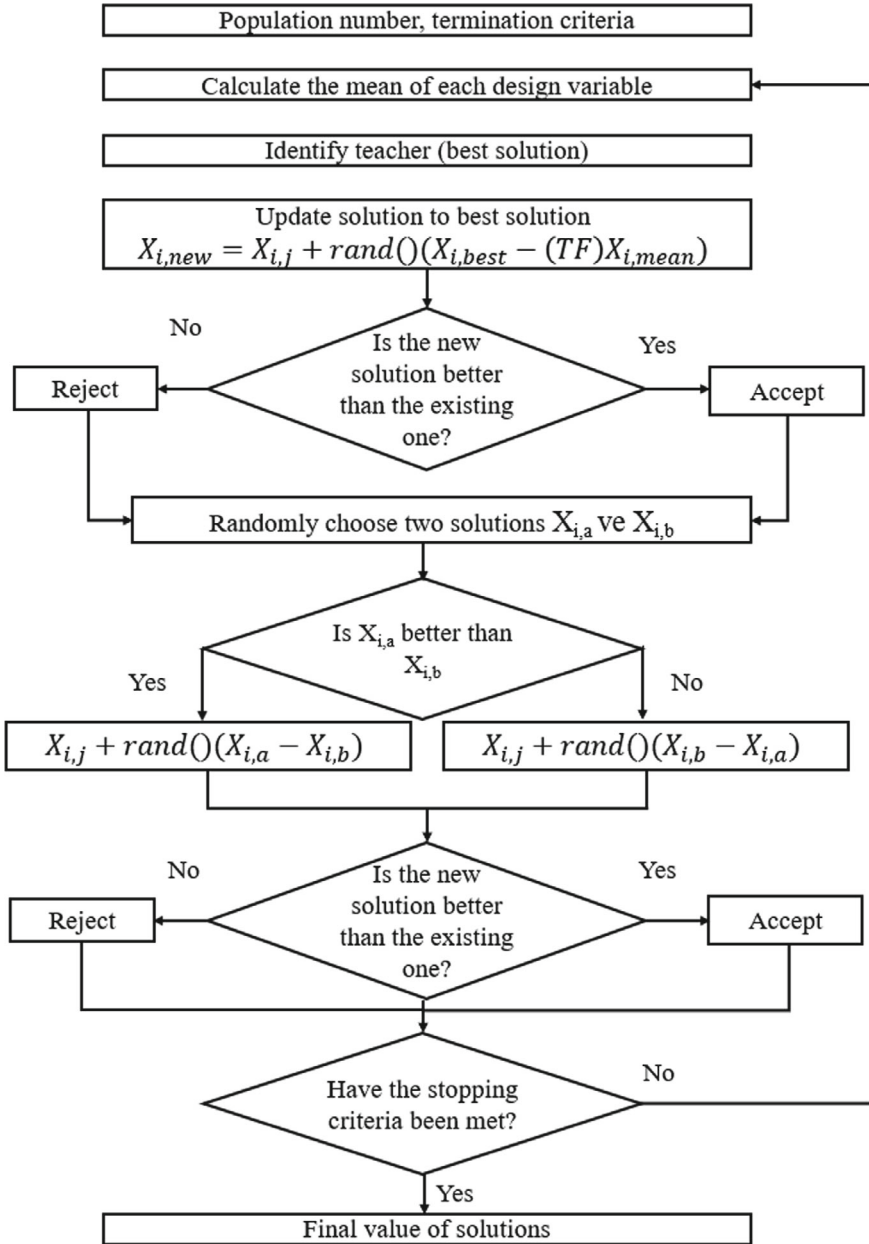 Population number, termination criteria
Calculate the mean of each design variable
Identify teacher (best solution)
Update solution to best solution
X_{i,new} = X_{i,j} + rand()(X_{i,best} − (TF)X_{i,mean})
No
Yes
Is the new
solution better
than the existing
one?
Reject
Accept
Randomly choose two solutions X_{i,a} ve X_{i,b}
Is X_{i,a} better than
X_{i,b}
Yes
No
X_{i,j} + rand()(X_{i,a} − X_{i,b})
X_{i,j} + rand()(X_{i,b} − X_{i,a})
No
Yes
Is the new
solution better
than the existing
one?
Reject
Accept
Have the stopping
criteria been met?
No
Yes
Final value of solutions